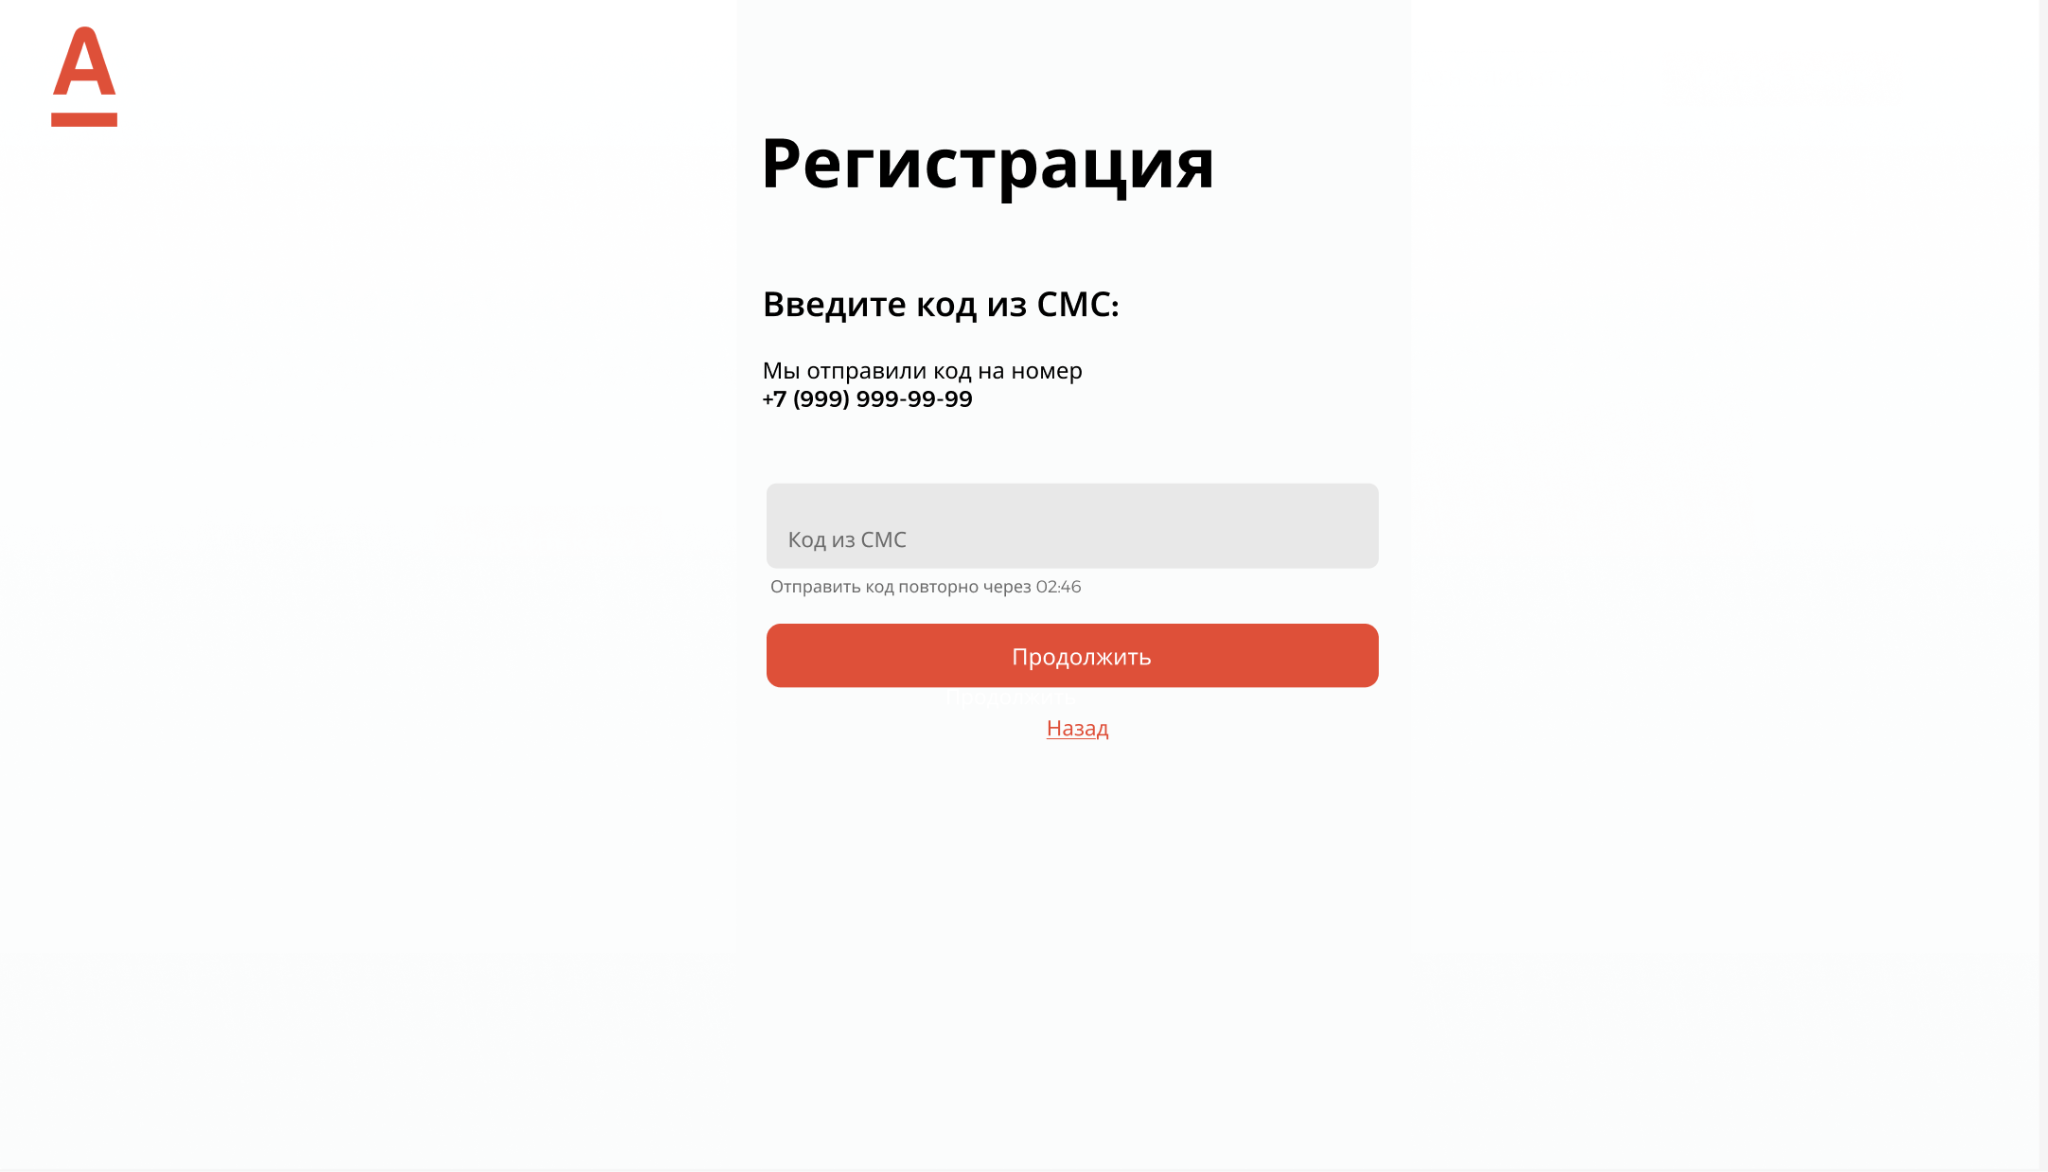 А
Регистрация
Введите код из СМС:
Мы отправили код на номер
+7 (999) 999-99-99
Код из СМС
Отправить код повторно через 02:46
Продолжить
Назад